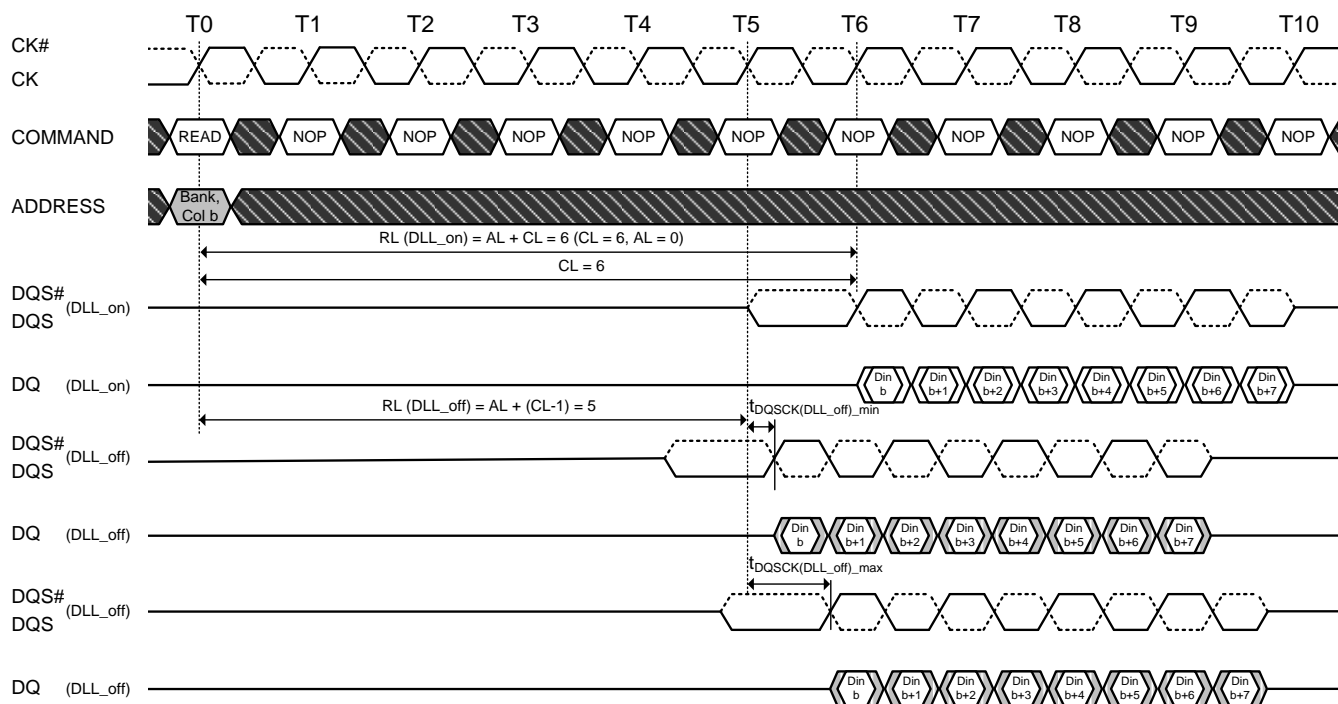 T0 T1 T2 T3 T4 T5 T6 T7 T8 T9 T10
CK#
CK
COMMAND READ NOP NOP NOP NOP NOP NOP NOP NOP NOP NOP
ADDRESS Bank, Col b
RL (DLL_on) = AL + CL = 6 (CL = 6, AL = 0)
CL = 6
DQS# (DLL_on)
DQS
DQ (DLL_on) Din b Din b+1 Din b+2 Din b+3 Din b+4 Din b+5 Din b+6 Din b+7
RL (DLL_off) = AL + (CL-1) = 5 tDQSCK(DLL_off)_min
DQS# (DLL_off)
DQS
DQ (DLL_off) Din b Din b+1 Din b+2 Din b+3 Din b+4 Din b+5 Din b+6 Din b+7
tDQSCK(DLL_off)_max
DQS# (DLL_off)
DQS
DQ (DLL_off) Din b Din b+1 Din b+2 Din b+3 Din b+4 Din b+5 Din b+6 Din b+7